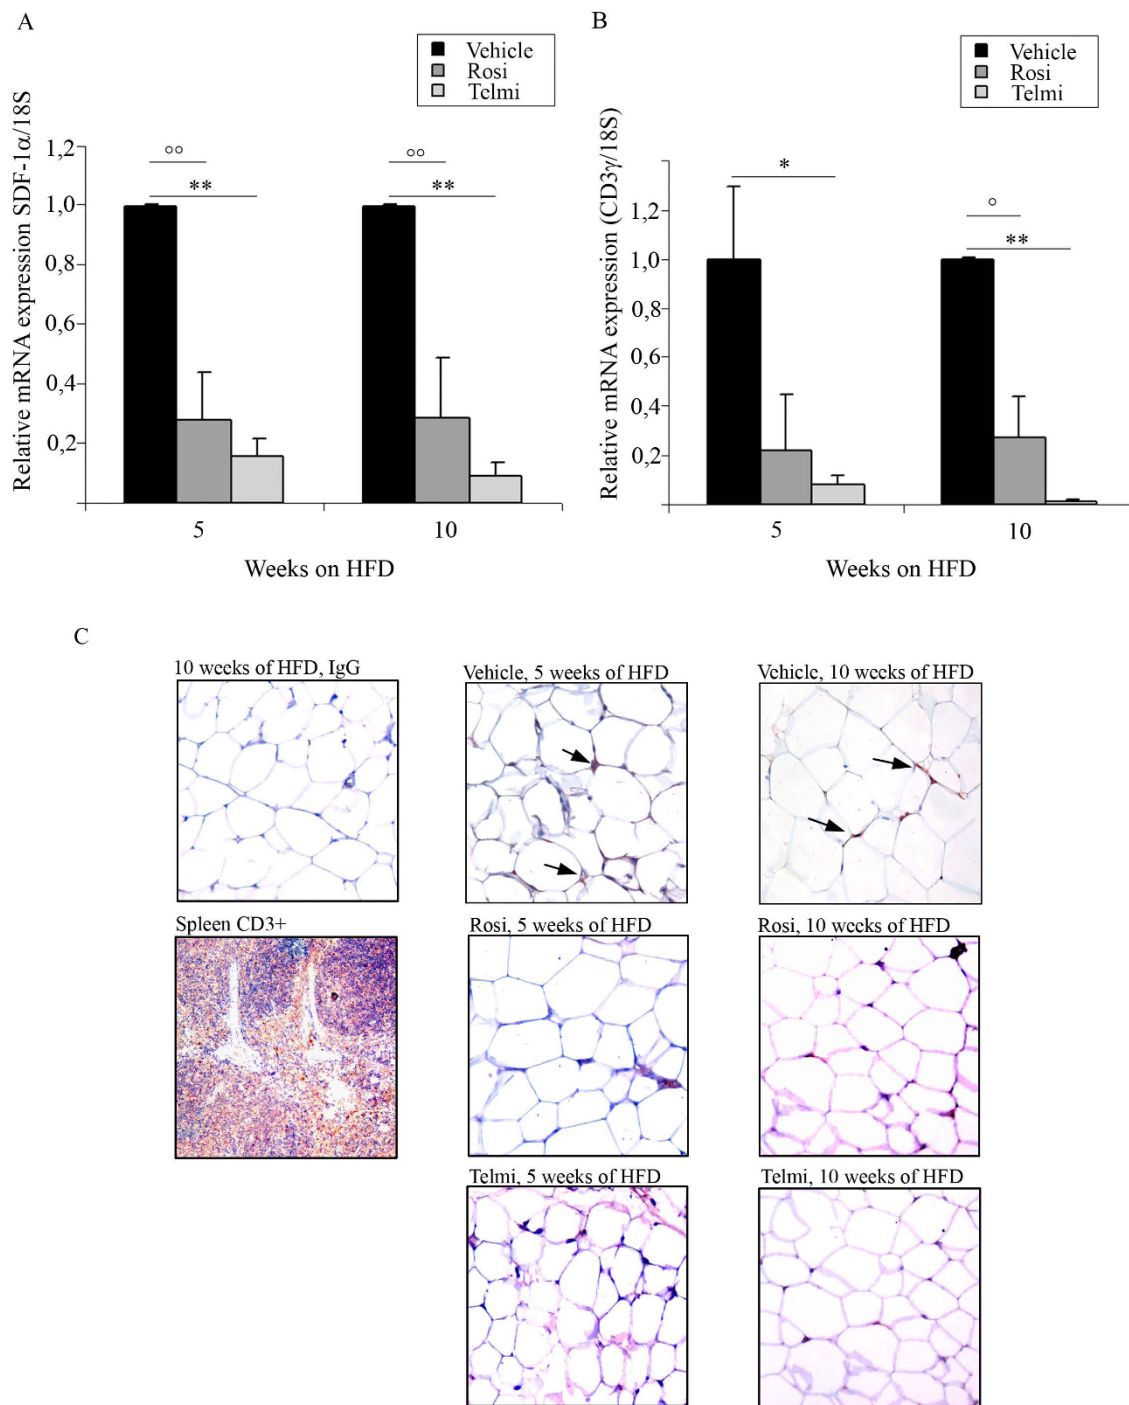 A
Vehicle
Rosi
Telmi
Relative mRNA expression SDF-1α/18S
1,2
1,0
0,8
0,6
0,4
0,2
°°
**
°°
**
5
10
Weeks on HFD
B
Vehicle
Rosi
Telmi
Relative mRNA expression (CD3γ/18S)
1,2
1,0
0,8
0,6
0,4
0,2
*
°
**
5
10
Weeks on HFD
C
10 weeks of HFD, IgG
Vehicle, 5 weeks of HFD
Vehicle, 10 weeks of HFD
Spleen CD3+
Rosi, 5 weeks of HFD
Rosi, 10 weeks of HFD
Telmi, 5 weeks of HFD
Telmi, 10 weeks of HFD